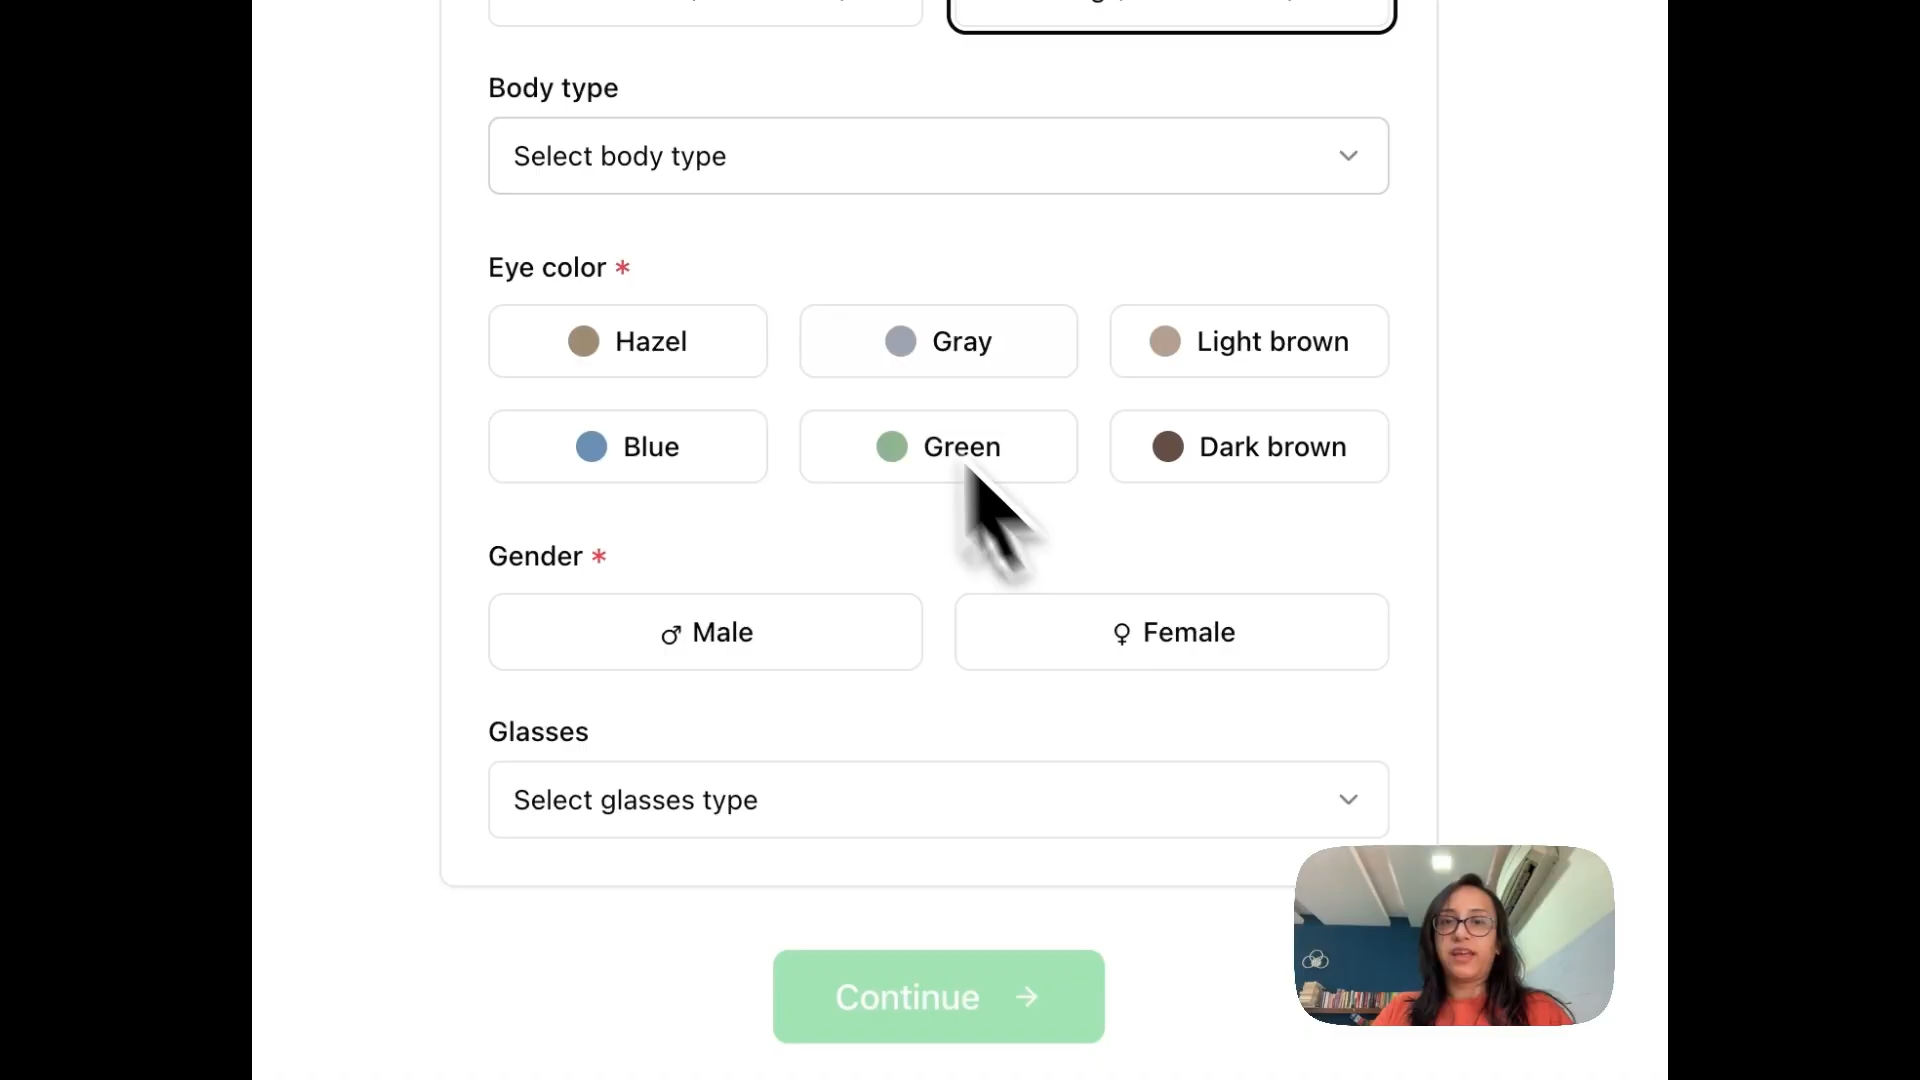 Body type
Select body type
Eye color *
Hazel
Gray
Light brown
Blue
Green
Dark brown
Gender *
♂ Male
♀ Female
Glasses
Select glasses type
Continue →